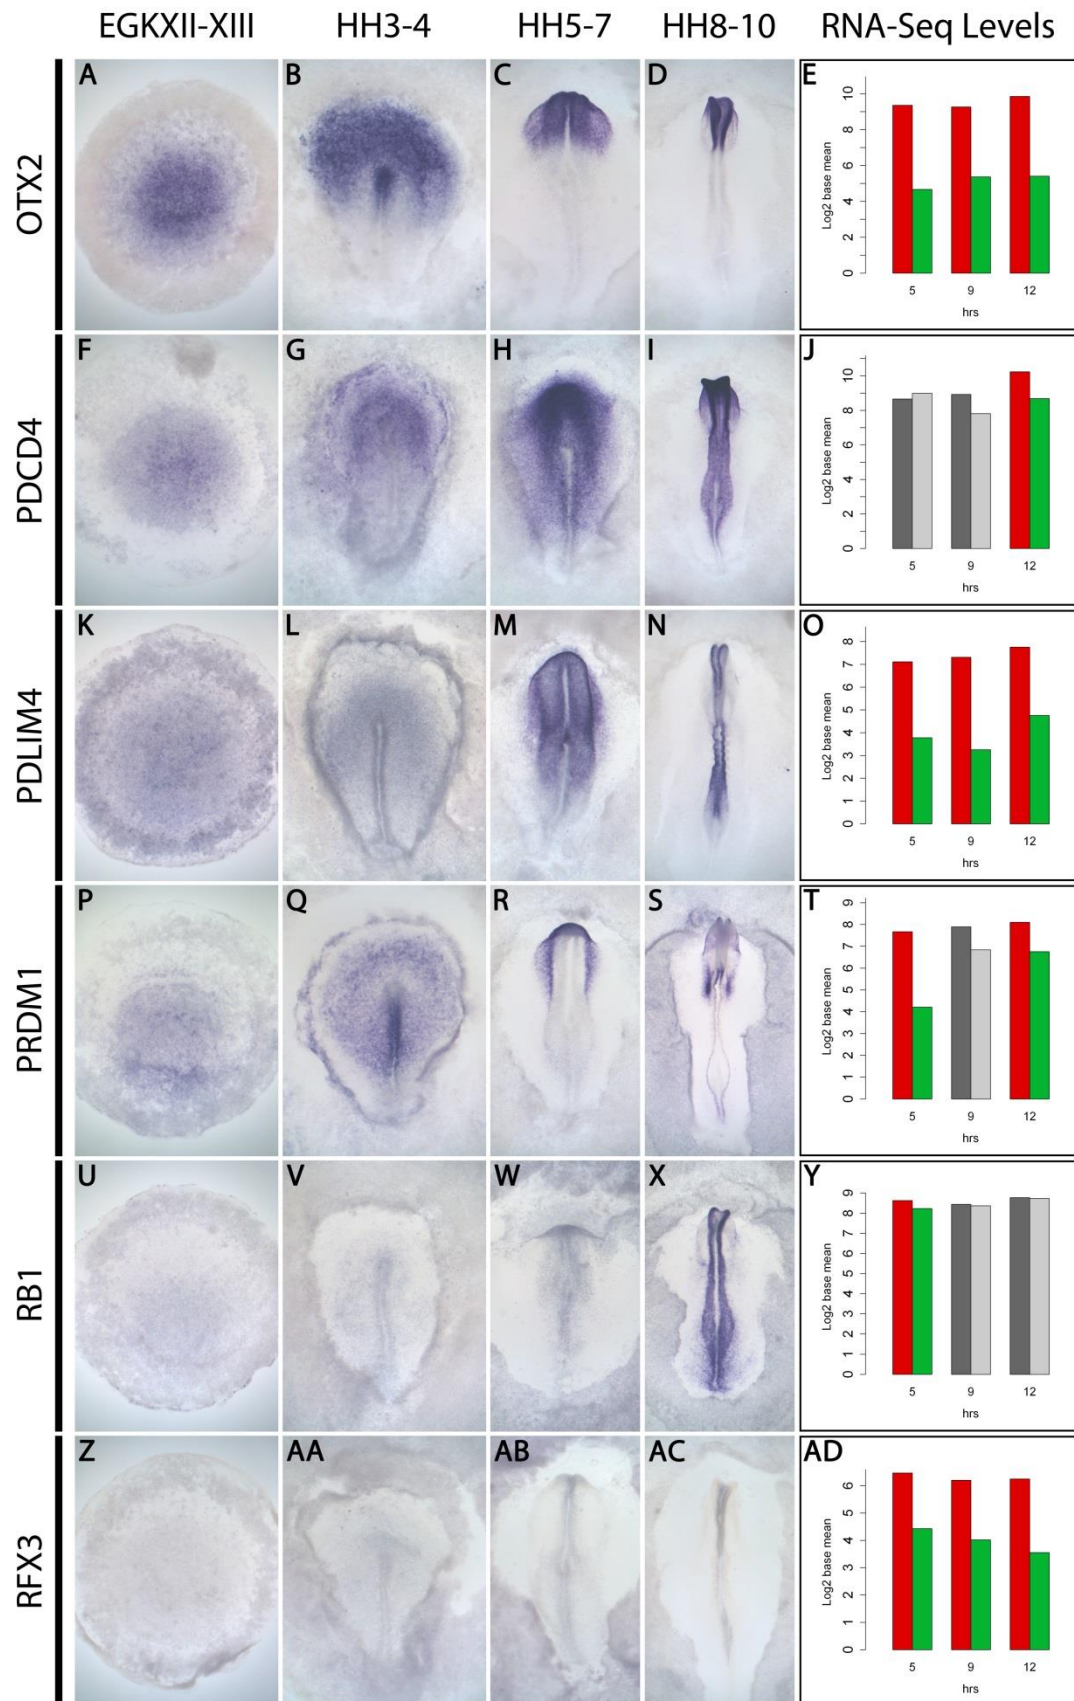 EGKXII-XIII HH3-4 HH5-7 HH8-10 RNA-Seq Levels
OTX2
A
B
C
D
E
Log2 base mean
0 2 4 6 8 10
5 9 12
hrs
PDCD4
F
G
H
I
J
Log2 base mean
0 2 4 6 8 10
5 9 12
hrs
PDLIM4
K
L
M
N
O
Log2 base mean
0 1 2 3 4 5 6 7 8
5 9 12
hrs
PRDM1
P
Q
R
S
T
Log2 base mean
0 1 2 3 4 5 6 7 8 9
5 9 12
hrs
RB1
U
V
W
X
Y
Log2 base mean
0 1 2 3 4 5 6 7 8 9
5 9 12
hrs
RFX3
Z
AA
AB
AC
AD
Log2 base mean
0 1 2 3 4 5 6
5 9 12
hrs